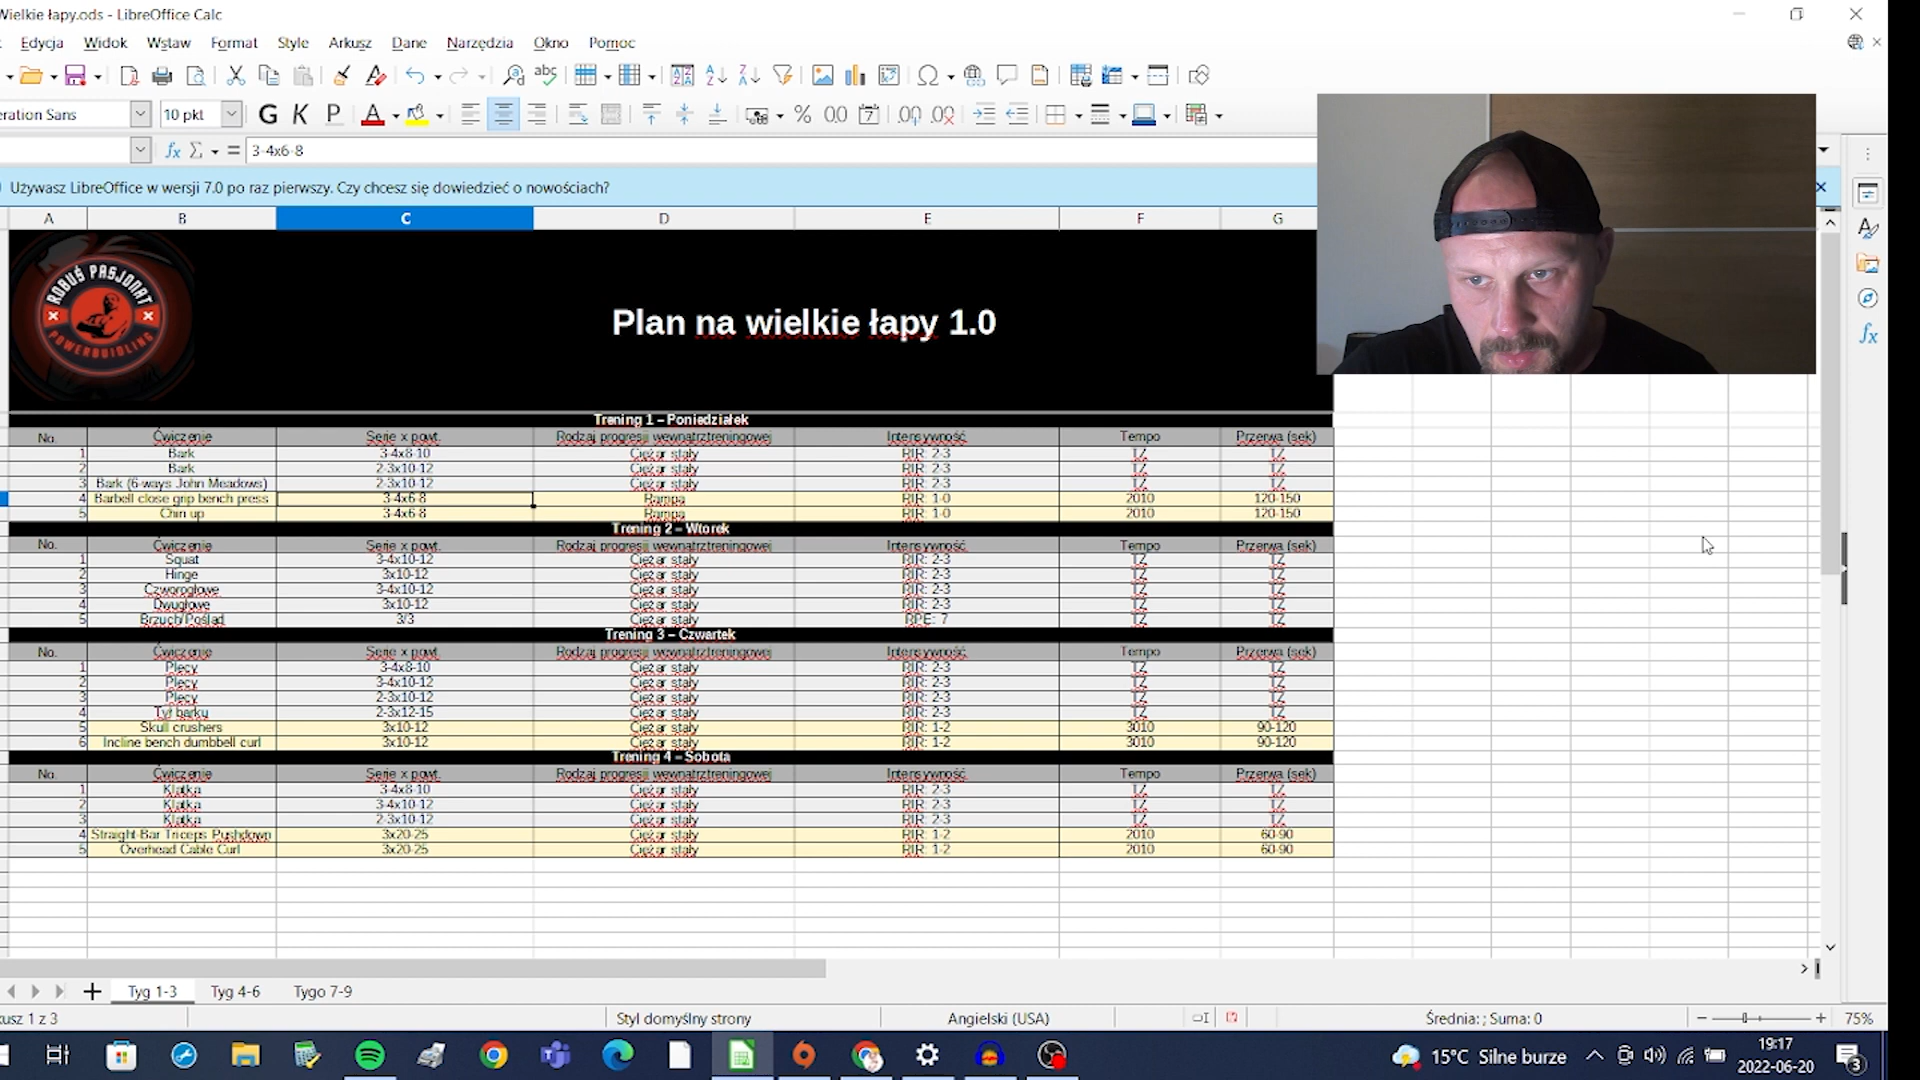 Wielkie łapy.ods - LibreOffice Calc
Edycja Widok Wstaw Format Style Arkusz Dane Narzędzia Okno Pomoc
eration Sans 10 pkt G K P
3-4x6-8
Używasz LibreOffice w wersji 7.0 po raz pierwszy. Czy chcesz się dowiedzieć o nowościach?
A B C D E F G
ROBUŚ PASJONAT
POWERBUIDLING
Plan na wielkie łapy 1.0
Trening 1 – Poniedziałek
No. Ćwiczenie Serie x powt. Rodzaj progresji wewnatrztreningowej Intensywność Tempo Przerwa (sek)
1 Bark 3-4x8-10 Ciężar stały RIR: 2-3 TZ TZ
2 Bark 2-3x10-12 Ciężar stały RIR: 2-3 TZ TZ
3 Bark (6-ways John Meadows) 2-3x10-12 Ciężar stały RIR: 2-3 TZ TZ
4 Barbell close grip bench press 3-4x6-8 Rampa RIR: 1-0 2010 120-150
5 Chin up 3-4x6-8 Rampa RIR: 1-0 2010 120-150
Trening 2 – Wtorek
No. Ćwiczenie Serie x powt. Rodzaj progresji wewnatrztreningowej Intensywność Tempo Przerwa (sek)
1 Squat 3-4x10-12 Ciężar stały RIR: 2-3 TZ TZ
2 Hinge 3x10-12 Ciężar stały RIR: 2-3 TZ TZ
3 Czworogłowe 3-4x10-12 Ciężar stały RIR: 2-3 TZ TZ
4 Dwugłowe 3x10-12 Ciężar stały RIR: 2-3 TZ TZ
5 Brzuch/Poślad 3/3 Ciężar stały RPE: 7 TZ TZ
Trening 3 – Czwartek
No. Ćwiczenie Serie x powt. Rodzaj progresji wewnatrztreningowej Intensywność Tempo Przerwa (sek)
1 Plecy 3-4x8-10 Ciężar stały RIR: 2-3 TZ TZ
2 Plecy 3-4x10-12 Ciężar stały RIR: 2-3 TZ TZ
3 Plecy 2-3x10-12 Ciężar stały RIR: 2-3 TZ TZ
4 Tył barku 2-3x12-15 Ciężar stały RIR: 2-3 TZ TZ
5 Skull crushers 3x10-12 Ciężar stały RIR: 1-2 3010 90-120
6 Incline bench dumbbell curl 3x10-12 Ciężar stały RIR: 1-2 3010 90-120
Trening 4 – Sobota
No. Ćwiczenie Serie x powt. Rodzaj progresji wewnatrztreningowej Intensywność Tempo Przerwa (sek)
1 Klatka 3-4x8-10 Ciężar stały RIR: 2-3 TZ TZ
2 Klatka 3-4x10-12 Ciężar stały RIR: 2-3 TZ TZ
3 Klatka 2-3x10-12 Ciężar stały RIR: 2-3 TZ TZ
4 Straight-Bar Triceps Pushdown 3x20-25 Ciężar stały RIR: 1-2 2010 60-90
5 Overhead Cable Curl 3x20-25 Ciężar stały RIR: 1-2 2010 60-90
Tyg 1-3 Tyg 4-6 Tygo 7-9
kusz 1 z 3 Styl domyślny strony Angielski (USA) Średnia: ; Suma: 0 75%
15°C Silne burze 19:17
2022-06-20 3